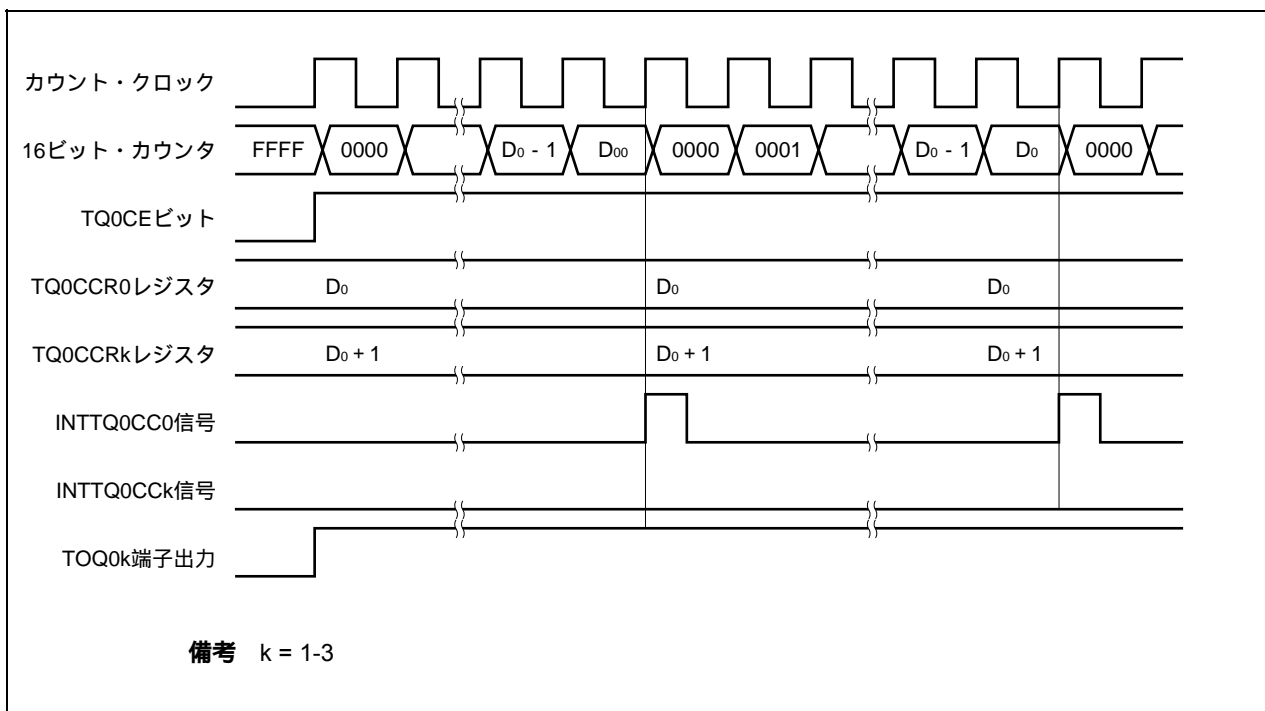 カウント・クロック
16ビット・カウンタ FFFF 0000 D0 - 1 D00 0000 0001 D0 - 1 D0 0000
TQ0CEビット
TQ0CCR0レジスタ D0 D0 D0
TQ0CCRkレジスタ D0 + 1 D0 + 1 D0 + 1
INTTQ0CC0信号
INTTQ0CCk信号
TOQ0k端子出力
備考 k = 1-3